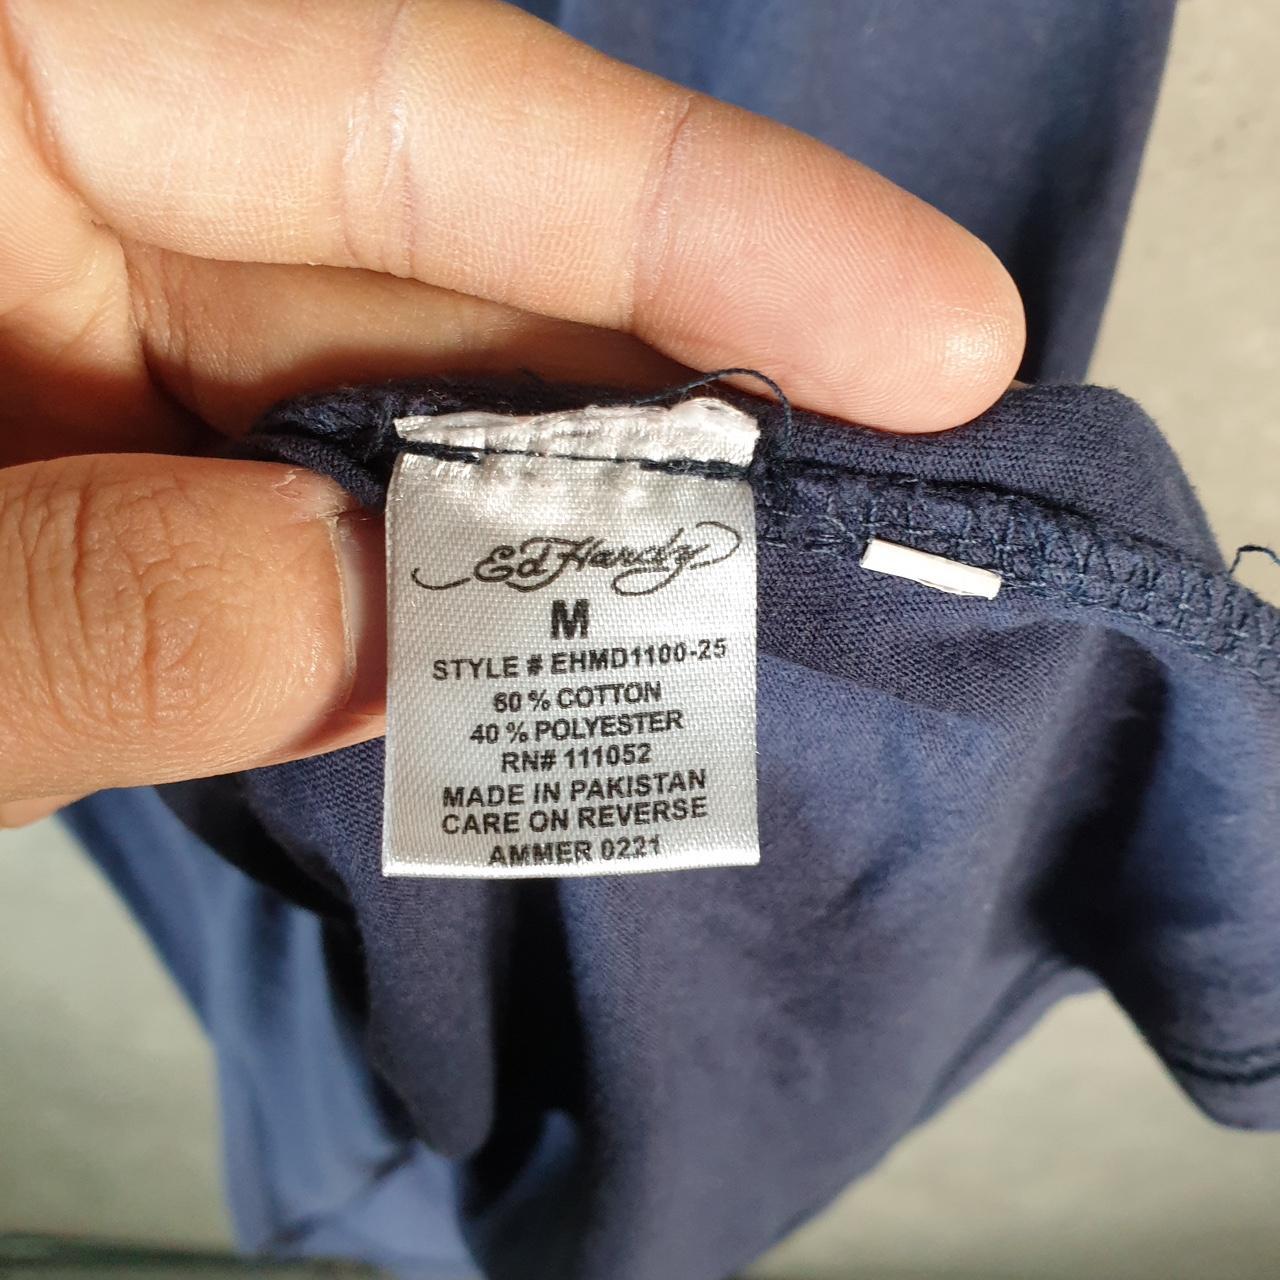 Ed Hardy
M
STYLE # EHMD1100-25
60 % COTTON
40 % POLYESTER
RN# 111052
MADE IN PAKISTAN
CARE ON REVERSE
AMMER 0221